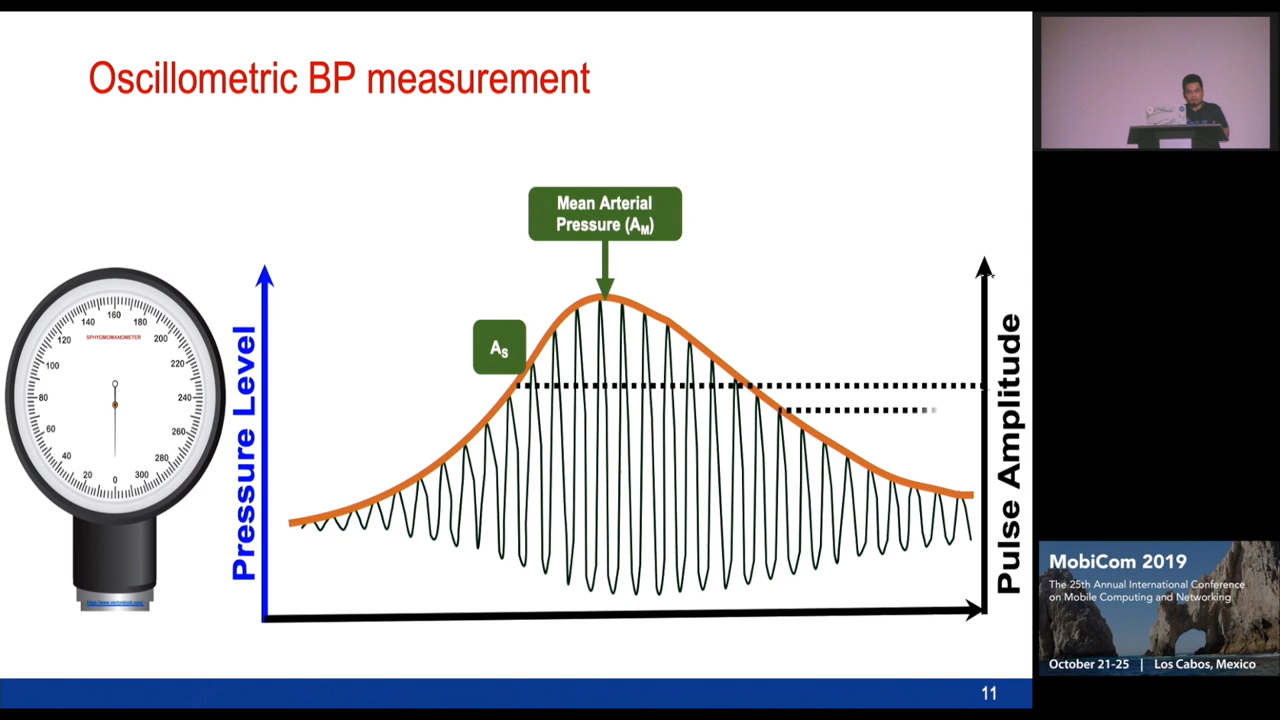 Oscillometric BP measurement
Mean Arterial
Pressure (AM)
AS
Pressure Level
Pulse Amplitude
SPHYGMOMANOMETER
0
20
40
60
80
100
120
140
160
180
200
220
240
260
280
300
11
MobiCom 2019
The 25th Annual International Conference
on Mobile Computing and Networking
October 21-25 | Los Cabos, Mexico